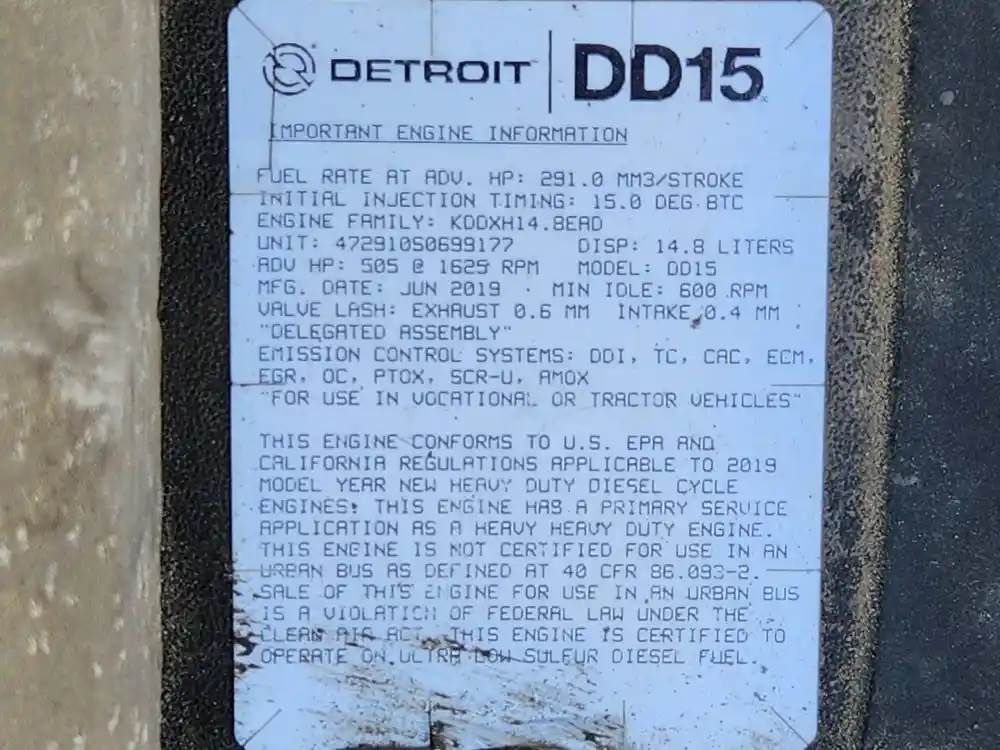 DETROIT DD15
IMPORTANT ENGINE INFORMATION
FUEL RATE AT ADV. HP: 291.0 MM3/STROKE
INITIAL INJECTION TIMING: 15.0 DEG BTC
ENGINE FAMILY: KDDXH14.8EAD
UNIT: 472910S0699177 DISP: 14.8 LITERS
ADV HP: 505 @ 1625 RPM MODEL: DD15
MFG. DATE: JUN 2019 MIN IDLE: 600 RPM
VALVE LASH: EXHAUST 0.6 MM INTAKE 0.4 MM
"DELEGATED ASSEMBLY"
EMISSION CONTROL SYSTEMS: DDI, TC, CAC, ECM,
EGR, OC, PTOX, SCR-U, AMOX
"FOR USE IN VOCATIONAL OR TRACTOR VEHICLES"
THIS ENGINE CONFORMS TO U.S. EPA AND
CALIFORNIA REGULATIONS APPLICABLE TO 2019
MODEL YEAR NEW HEAVY DUTY DIESEL CYCLE
ENGINES. THIS ENGINE HAS A PRIMARY SERVICE
APPLICATION AS A HEAVY HEAVY DUTY ENGINE.
THIS ENGINE IS NOT CERTIFIED FOR USE IN AN
URBAN BUS AS DEFINED AT 40 CFR 86.093-2.
SALE OF THIS ENGINE FOR USE IN AN URBAN BUS
IS A VIOLATION OF FEDERAL LAW UNDER THE
CLEAN AIR ACT. THIS ENGINE IS CERTIFIED TO
OPERATE ON ULTRA LOW SULFUR DIESEL FUEL.